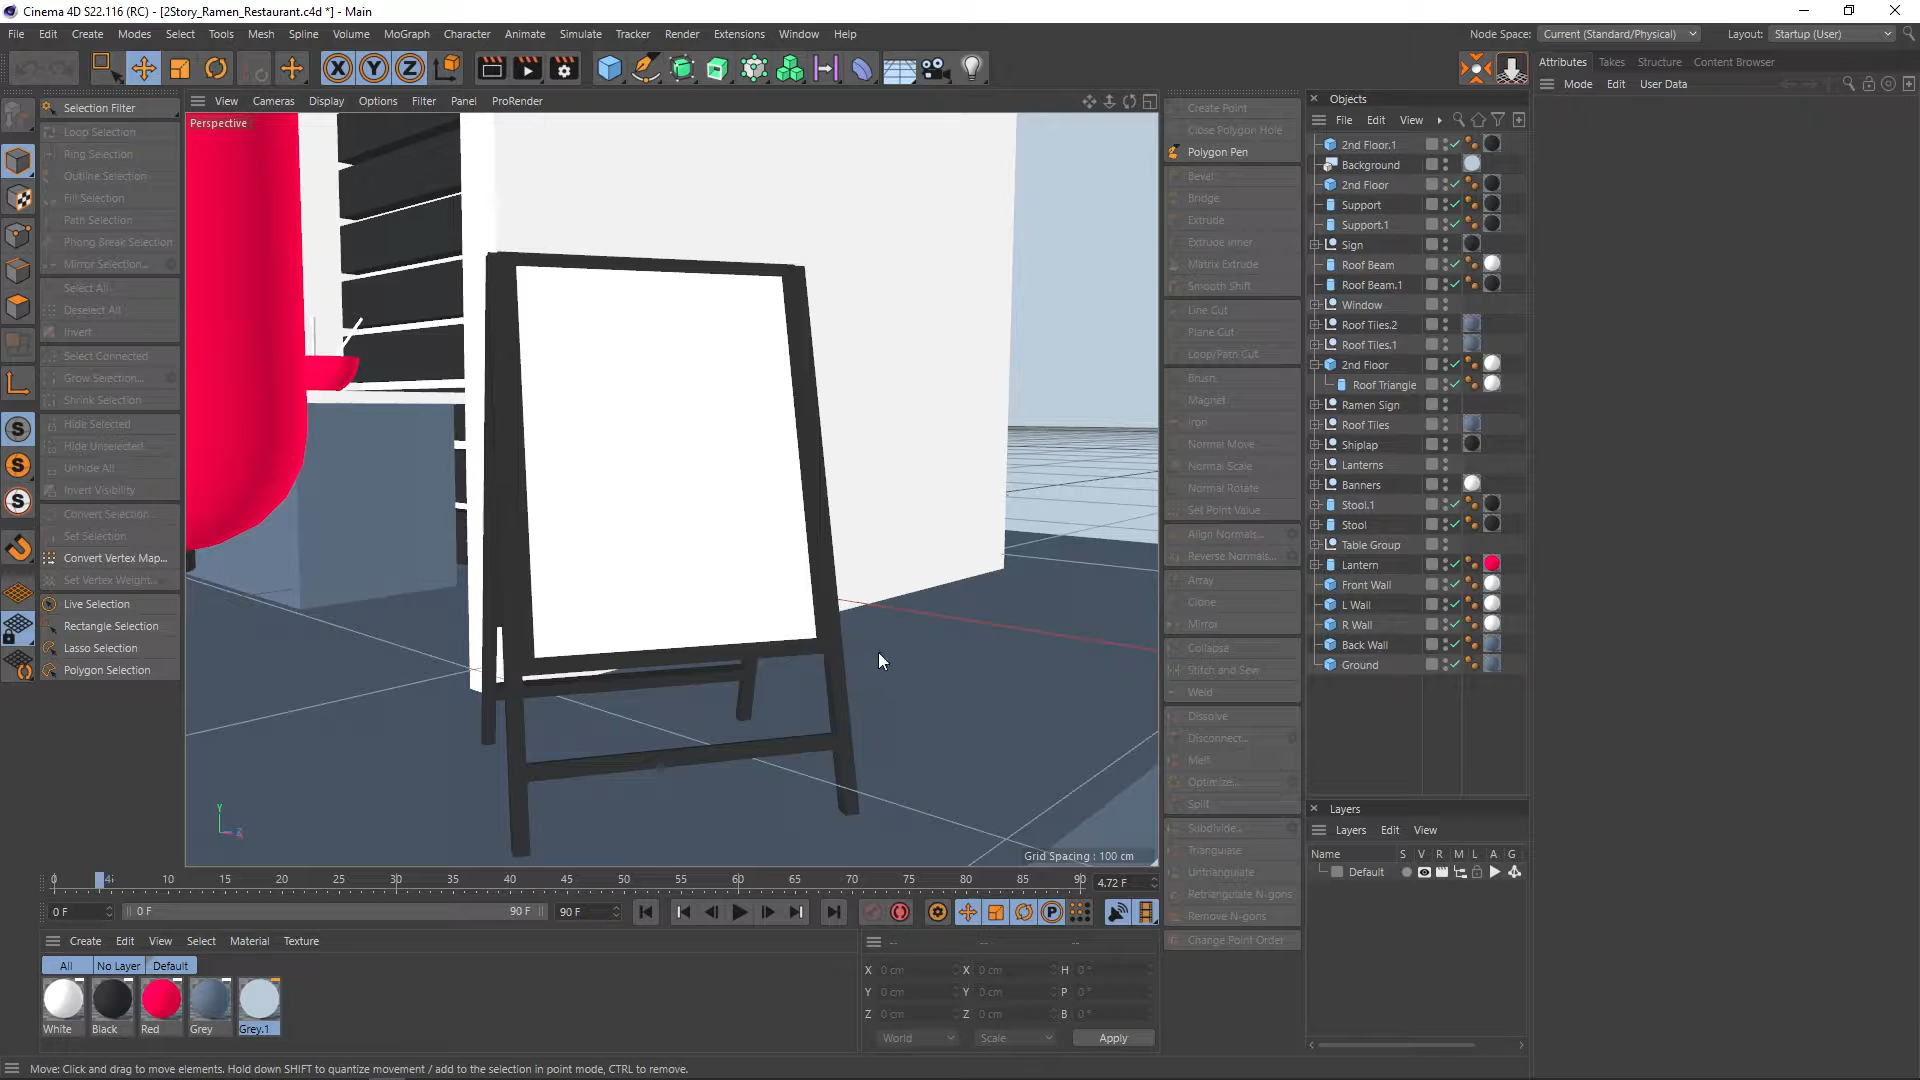 Cinema 4D S22.116 (RC) - [2Story_Ramen_Restaurant.c4d *] - Main
File Edit Create Modes Select Tools Mesh Spline Volume MoGraph Character Animate Simulate Tracker Render Extensions Window Help
Node Space: Current (Standard/Physical) Layout: Startup (User)
Attributes Takes Structure Content Browser
Mode Edit User Data
View Cameras Display Options Filter Panel ProRender
Perspective
Selection Filter
Loop Selection
Ring Selection
Outline Selection
Fill Selection
Path Selection
Phong Break Selection
Mirror Selection...
Select All
Deselect All
Invert
Select Connected
Grow Selection...
Shrink Selection
Hide Selected
Hide Unselected
Unhide All
Invert Visibility
Convert Selection...
Set Selection
Convert Vertex Map...
Set Vertex Weight...
Live Selection
Rectangle Selection
Lasso Selection
Polygon Selection
Grid Spacing : 100 cm
Create Point
Close Polygon Hole
Polygon Pen
Bevel
Bridge
Extrude
Extrude Inner
Matrix Extrude
Smooth Shift
Line Cut
Plane Cut
Loop/Path Cut
Brush
Magnet
Iron
Normal Move
Normal Scale
Normal Rotate
Set Point Value
Align Normals...
Reverse Normals...
Array
Clone
Mirror
Collapse
Stitch and Sew
Weld
Dissolve
Disconnect...
Melt
Optimize...
Split
Subdivide...
Triangulate
Untriangulate
Retriangulate N-gons
Remove N-gons
Change Point Order
Objects
File Edit View
2nd Floor.1
Background
2nd Floor
Support
Support.1
Sign
Roof Beam
Roof Beam.1
Window
Roof Tiles.2
Roof Tiles.1
2nd Floor
Roof Triangle
Ramen Sign
Roof Tiles
Shiplap
Lanterns
Banners
Stool.1
Stool
Table Group
Lantern
Front Wall
L Wall
R Wall
Back Wall
Ground
Layers
Layers Edit View
Name S V R M L A G
Default
0 10 15 20 25 30 35 40 45 50 55 60 65 70 75 80 85 90 4.72 F
0 F 0 F 90 F 90 F
Create Edit View Select Material Texture
All No Layer Default
White Black Red Grey Grey.1
-- -- --
X 0 cm X 0 cm H 0 °
Y 0 cm Y 0 cm P 0 °
Z 0 cm Z 0 cm B 0 °
World Scale Apply
Move: Click and drag to move elements. Hold down SHIFT to quantize movement / add to the selection in point mode, CTRL to remove.